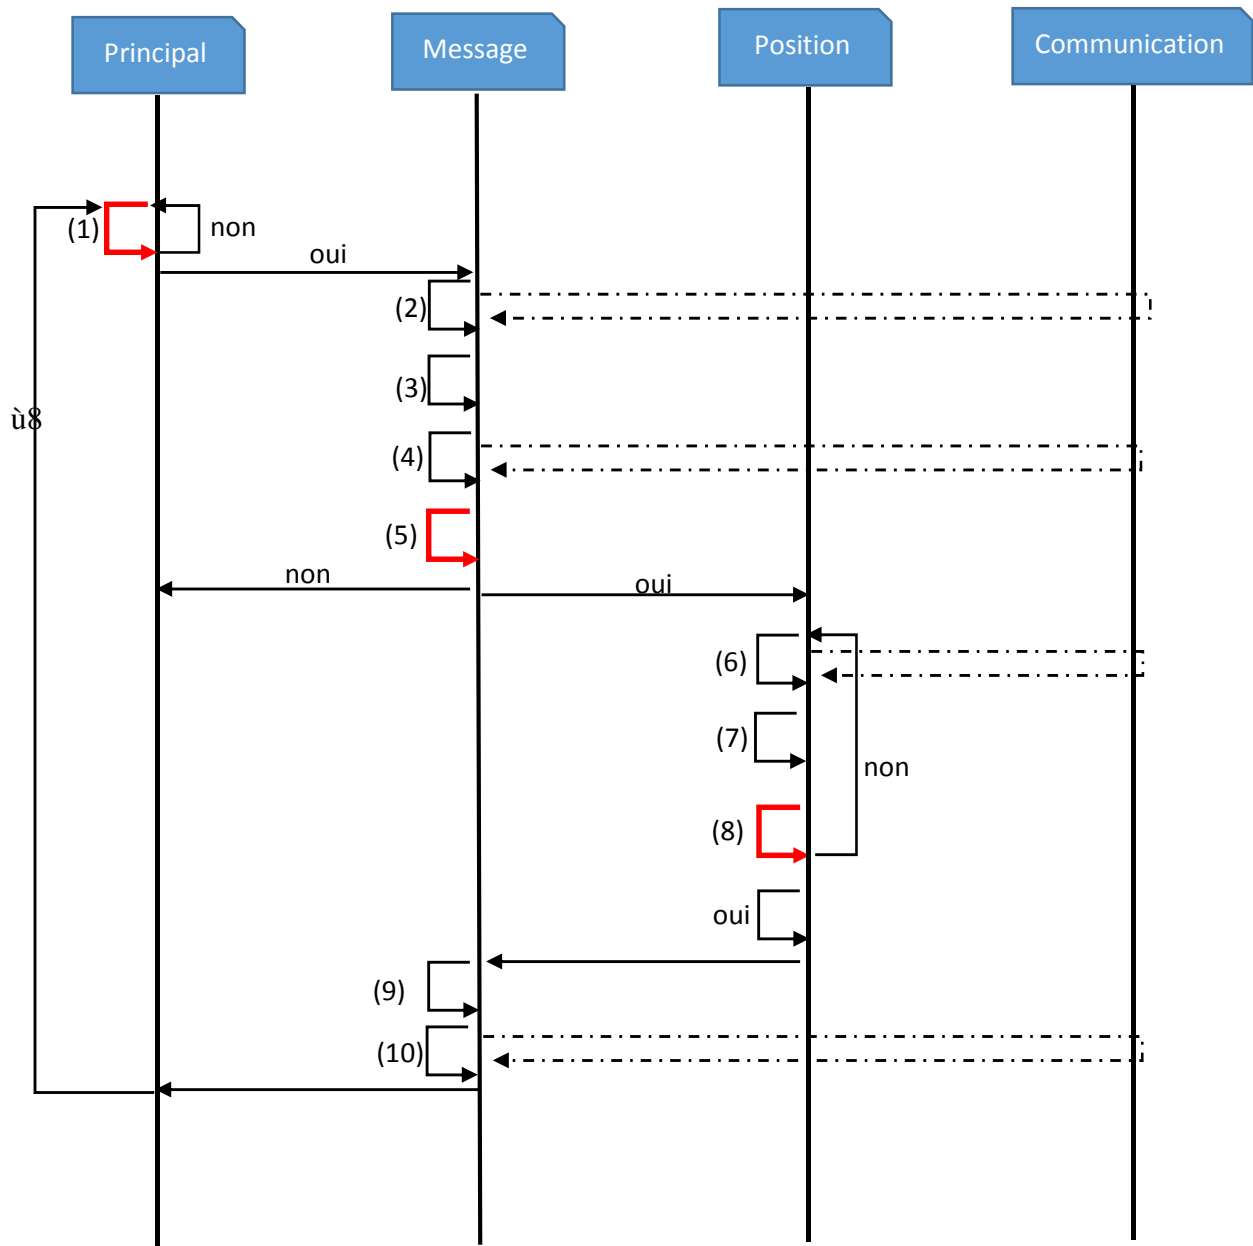 Principal
Message
Position
Communication
(1)
non
oui
(2)
(3)
ù8
(4)
(5)
non
oui
(6)
(7)
non
(8)
oui
(9)
(10)